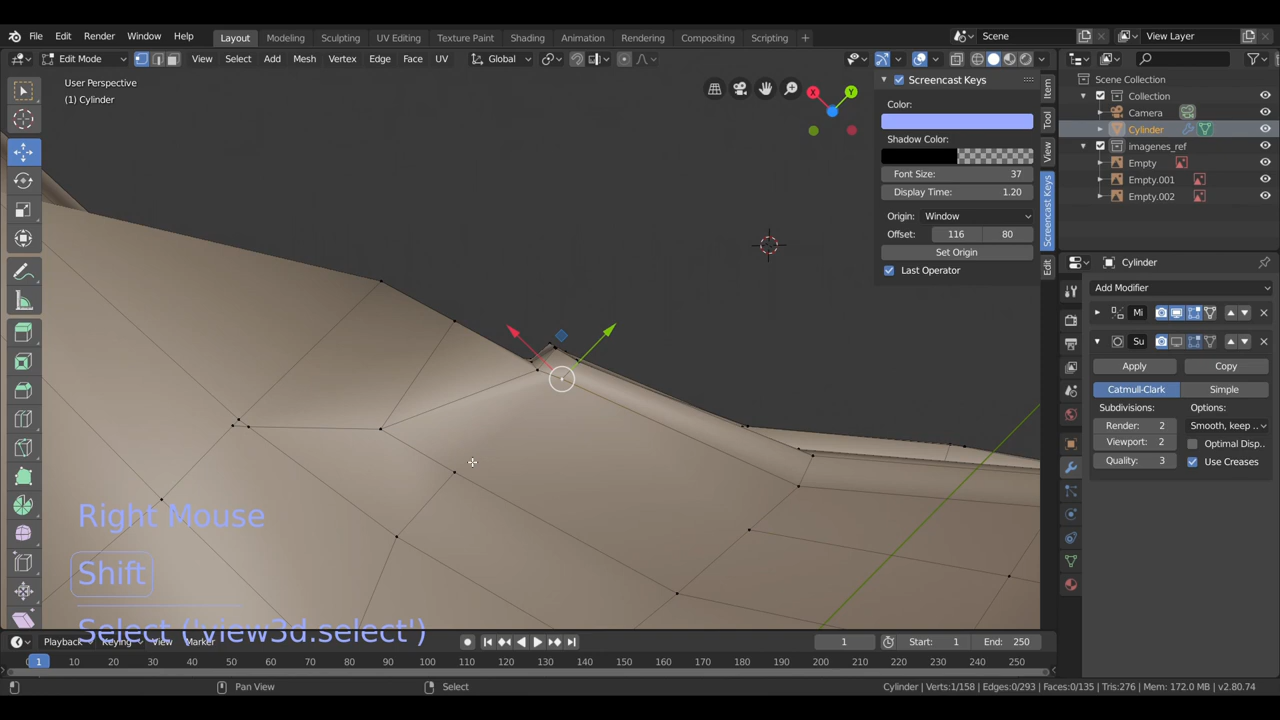 File Edit Render Window Help Layout Modeling Sculpting UV Editing Texture Paint Shading Animation Rendering Compositing Scripting + Scene View Layer
Edit Mode View Select Add Mesh Vertex Edge Face UV Global
User Perspective
(1) Cylinder
X Y
Screencast Keys
Color:
Shadow Color:
Font Size: 37
Display Time: 1.20
Origin: Window
Offset: 116 80
Set Origin
Last Operator
Item
Tool
View
Screencast Keys
Edit
Scene Collection
Collection
Camera
Cylinder
imagenes_ref
Empty
Empty.001
Empty.002
Cylinder
Add Modifier
Mi
Su
Apply Copy
Catmull-Clark Simple
Subdivisions: Options:
Render: 2 Smooth, keep ..
Viewport: 2 Optimal Disp..
Quality: 3 Use Creases
Right Mouse
Shift
Select ('view3d.select')
Playback Keying View Marker 1 Start: 1 End: 250
1 10 20 30 40 50 60 70 80 90 100 110 120 130 140 150 160 170 180 190 200 210 220 230 240 250
Pan View Select Cylinder | Verts:1/158 | Edges:0/293 | Faces:0/135 | Tris:276 | Mem: 172.0 MB | v2.80.74